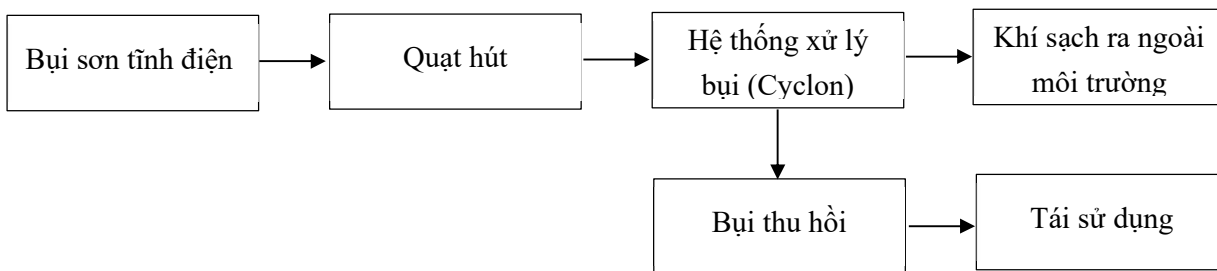 Bụi sơn tĩnh điện
Quạt hút
Hệ thống xử lý
bụi (Cyclon)
Khí sạch ra ngoài
môi trường
Bụi thu hồi
Tái sử dụng